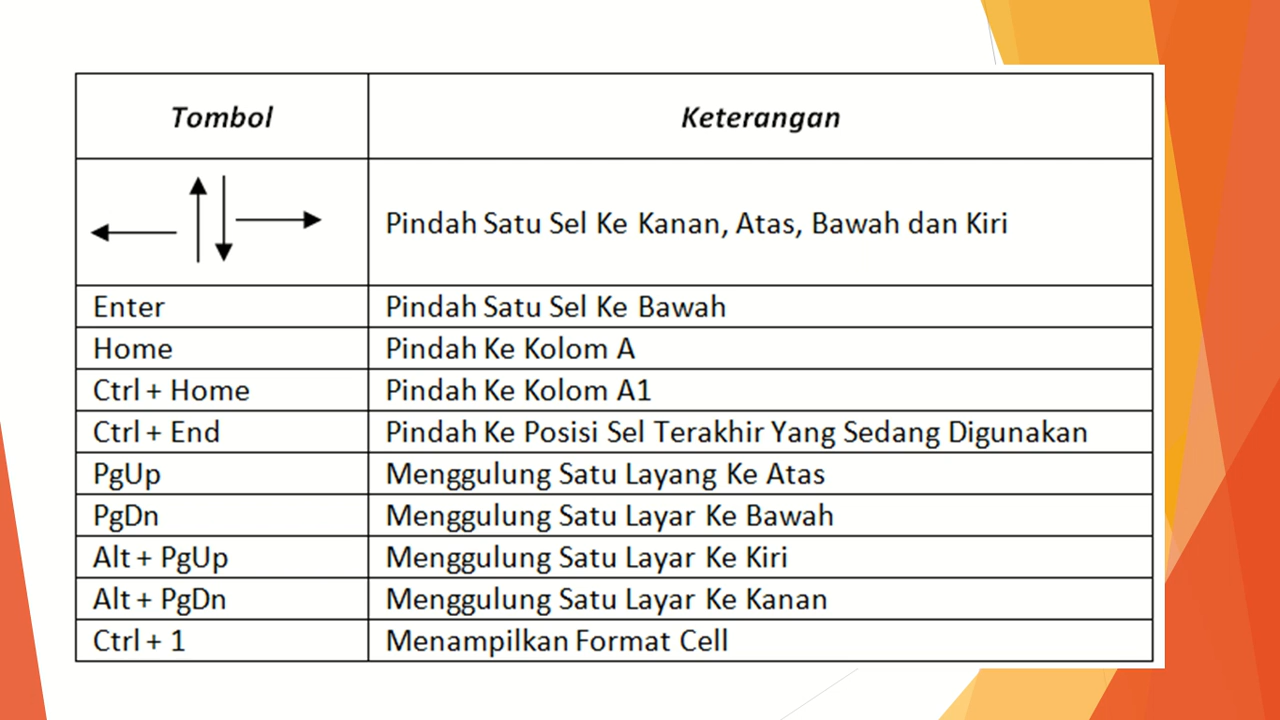 Tombol Keterangan
Pindah Satu Sel Ke Kanan, Atas, Bawah dan Kiri
Enter Pindah Satu Sel Ke Bawah
Home Pindah Ke Kolom A
Ctrl + Home Pindah Ke Kolom A1
Ctrl + End Pindah Ke Posisi Sel Terakhir Yang Sedang Digunakan
PgUp Menggulung Satu Layang Ke Atas
PgDn Menggulung Satu Layar Ke Bawah
Alt + PgUp Menggulung Satu Layar Ke Kiri
Alt + PgDn Menggulung Satu Layar Ke Kanan
Ctrl + 1 Menampilkan Format Cell